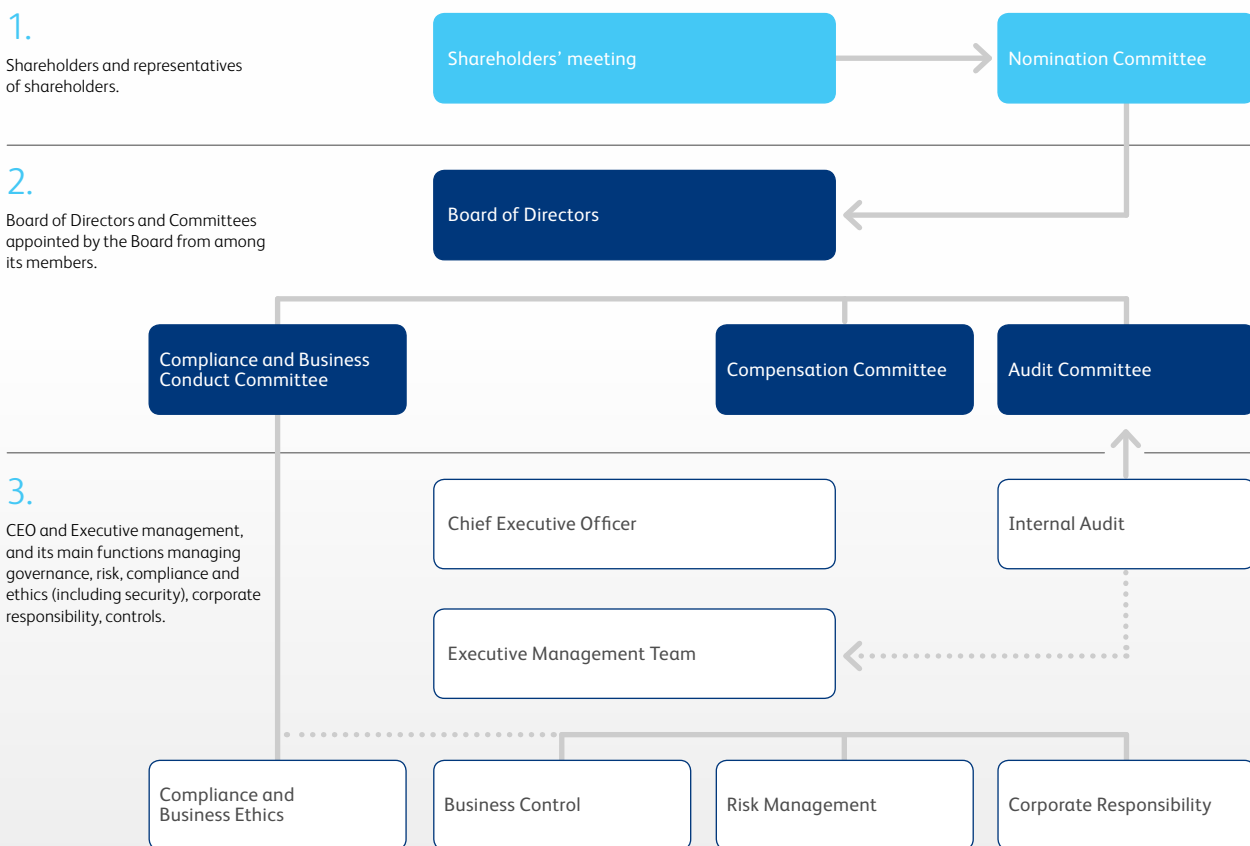 1.
Shareholders and representatives
of shareholders.
Shareholders’ meeting
Nomination Committee
2.
Board of Directors and Committees
appointed by the Board from among
its members.
Board of Directors
Compliance and Business
Conduct Committee
Compensation Committee
Audit Committee
3.
CEO and Executive management,
and its main functions managing
governance, risk, compliance and
ethics (including security), corporate
responsibility, controls.
Chief Executive Officer
Internal Audit
Executive Management Team
Compliance and
Business Ethics
Business Control
Risk Management
Corporate Responsibility